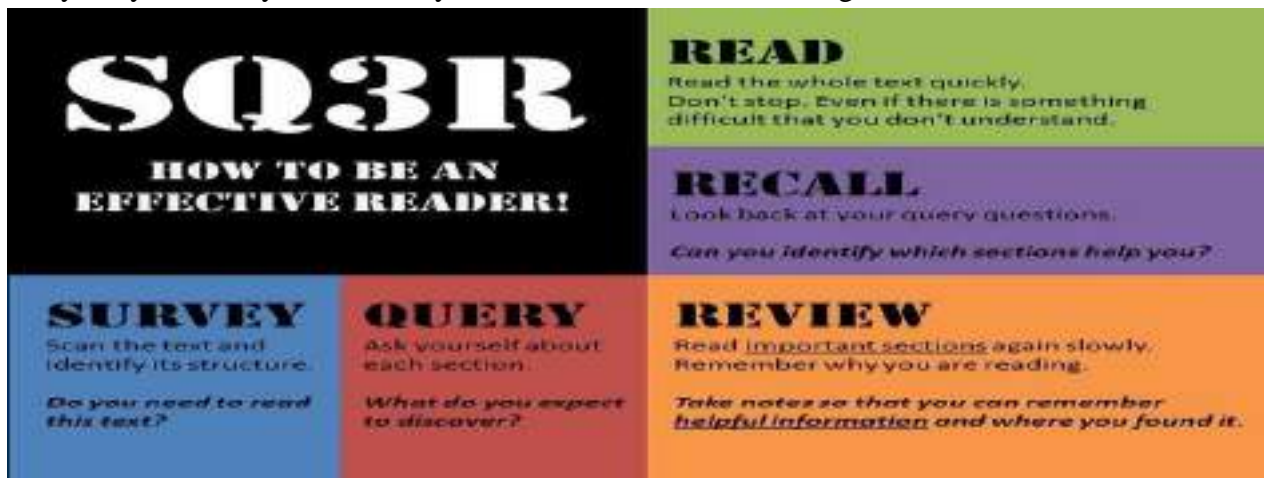 SQ3R
HOW TO BE AN
EFFECTIVE READER!
SURVEY
Scan the text and
identify its structure.
Do you need to read
this text?
QUERY
Ask yourself about
each section.
What do you expect
to discover?
READ
Read the whole text quickly.
Don't stop. Even if there is something
difficult that you don't understand.
RECALL
Look back at your query questions.
Can you identify which sections help you?
REVIEW
Read important sections again slowly.
Remember why you are reading.
Take notes so that you can remember
helpful information and where you found it.